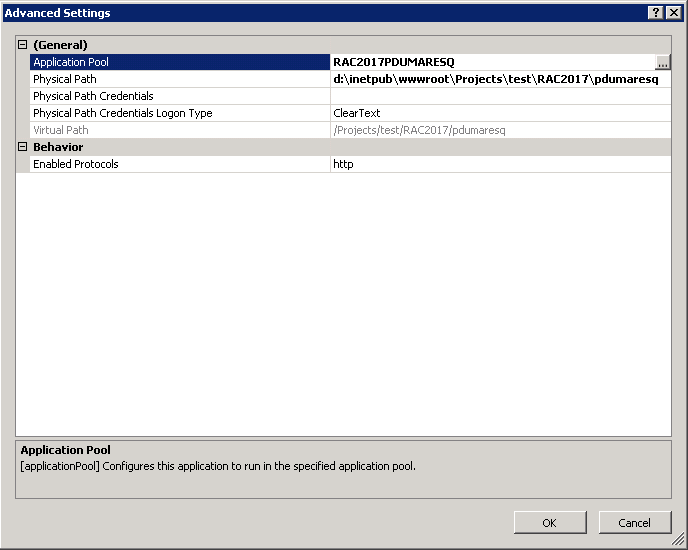 Advanced Settings
(General)
Application Pool RAC2017PDUMARESQ ...
Physical Path d:\inetpub\wwwroot\Projects\test\RAC2017\pdumaresq
Physical Path Credentials
Physical Path Credentials Logon Type ClearText
Virtual Path /Projects/test/RAC2017/pdumaresq
Behavior
Enabled Protocols http
Application Pool
[applicationPool] Configures this application to run in the specified application pool.
OK Cancel